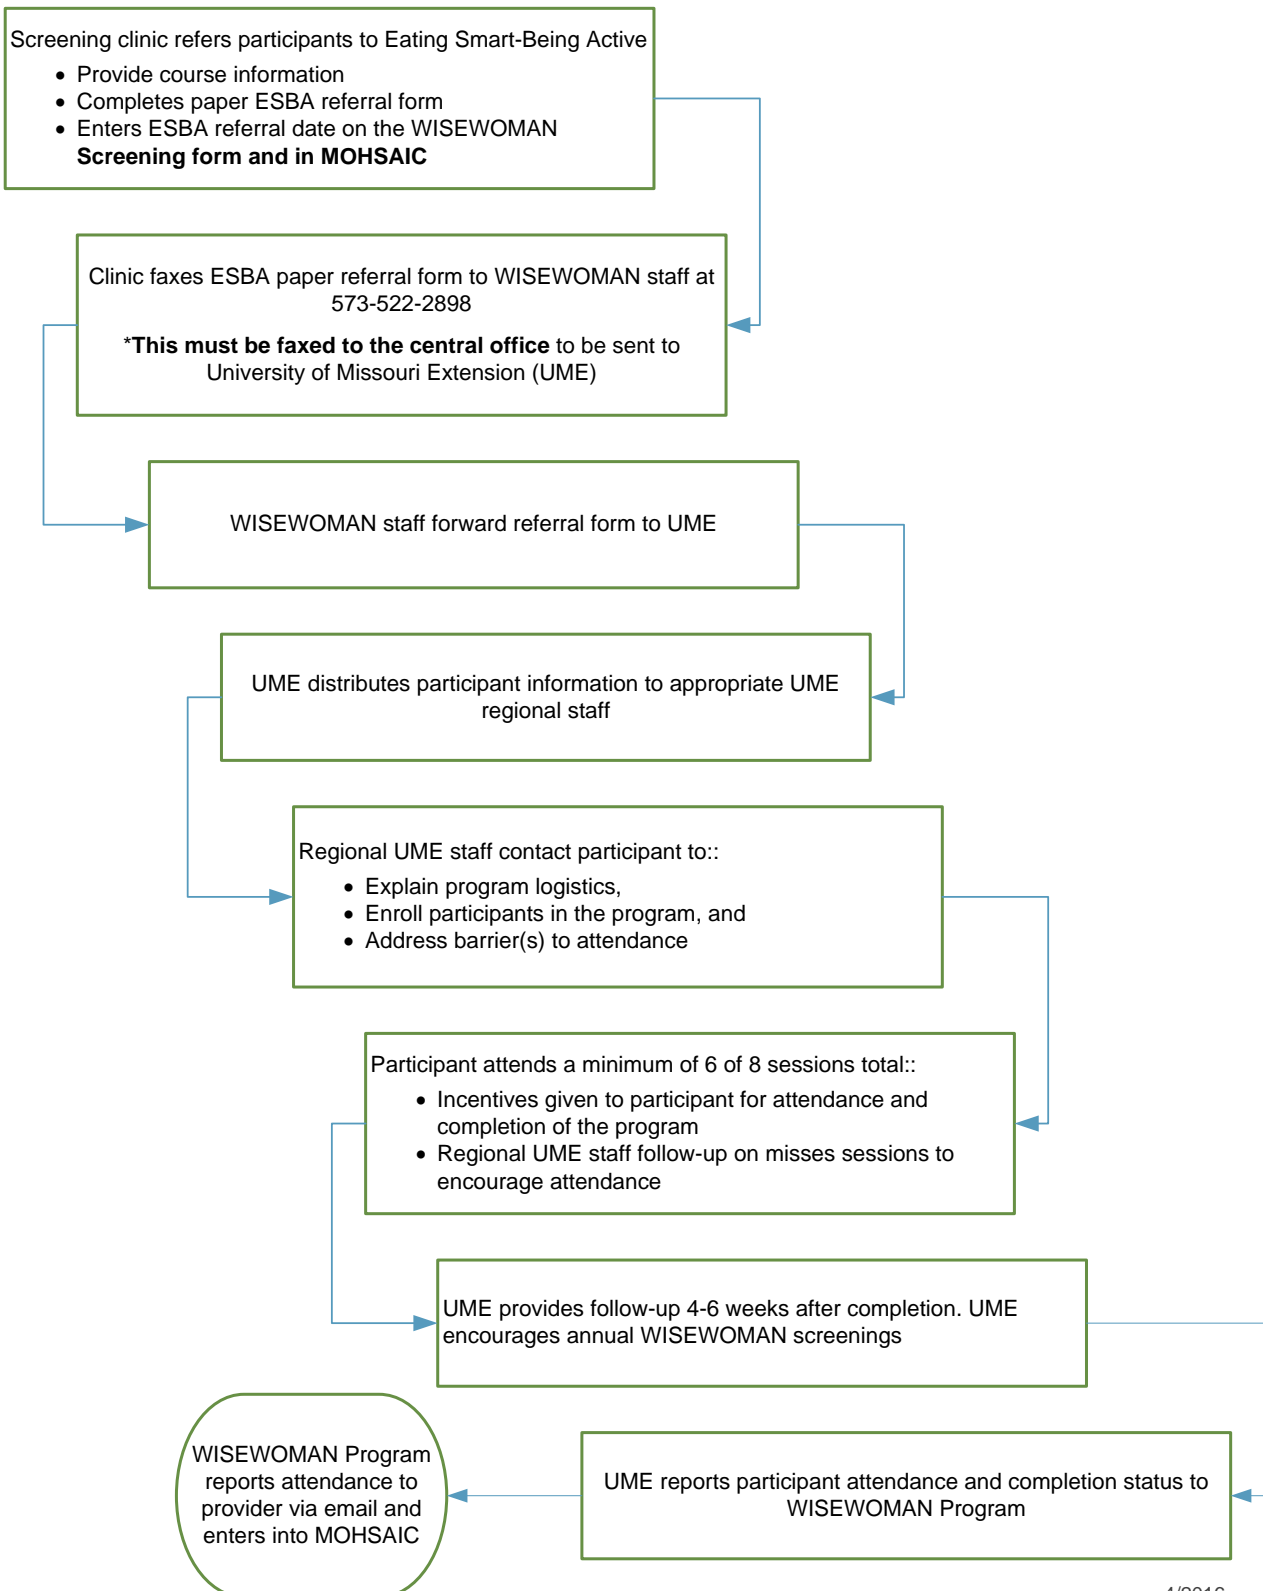 Screening clinic refers participants to Eating Smart-Being Active
• Provide course information
• Completes paper ESBA referral form
• Enters ESBA referral date on the WISEWOMAN
Screening form and in MOHSAIC
Clinic faxes ESBA paper referral form to WISEWOMAN staff at
573-522-2898
*This must be faxed to the central office to be sent to
University of Missouri Extension (UME)
WISEWOMAN staff forward referral form to UME
UME distributes participant information to appropriate UME
regional staff
Regional UME staff contact participant to::
• Explain program logistics,
• Enroll participants in the program, and
• Address barrier(s) to attendance
Participant attends a minimum of 6 of 8 sessions total::
• Incentives given to participant for attendance and
completion of the program
• Regional UME staff follow-up on misses sessions to
encourage attendance
UME provides follow-up 4-6 weeks after completion. UME
encourages annual WISEWOMAN screenings
UME reports participant attendance and completion status to
WISEWOMAN Program
WISEWOMAN Program
reports attendance to
provider via email and
enters into MOHSAIC
4/2016